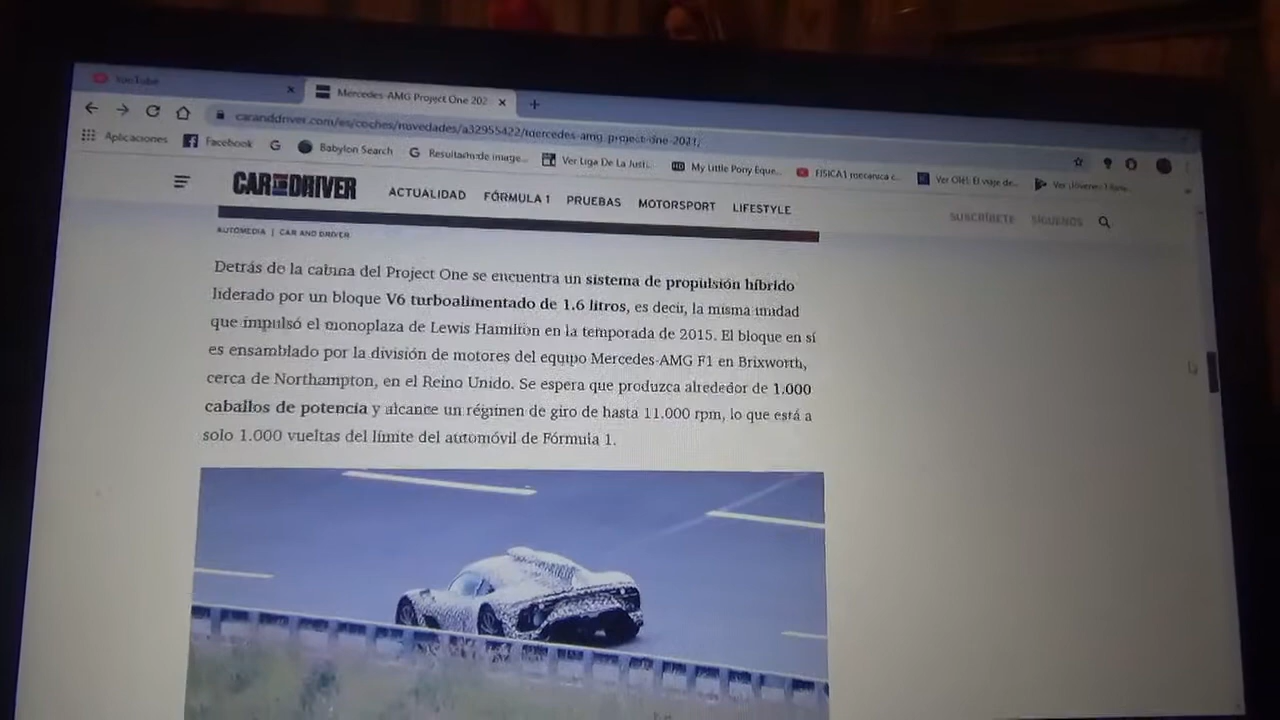 YouTube
Mercedes-AMG Project One 202
caranddriver.com/es/coches/novedades/a32955422/mercedes-amg-project-one-2021/
Aplicaciones Facebook Babylon Search Resultado de image... Ver Liga De La Justi... My Little Pony Eque... FISICA1 mecanica c... Ver Olé! El viaje de...
CAR AND DRIVER ACTUALIDAD FÓRMULA 1 PRUEBAS MOTORSPORT LIFESTYLE SUSCRÍBETE SÍGUENOS
AUTOMEDIA | CAR AND DRIVER
Detrás de la cabina del Project One se encuentra un sistema de propulsión híbrido
liderado por un bloque V6 turboalimentado de 1.6 litros, es decir, la misma unidad
que impulsó el monoplaza de Lewis Hamilton en la temporada de 2015. El bloque en sí
es ensamblado por la división de motores del equipo Mercedes-AMG F1 en Brixworth,
cerca de Northampton, en el Reino Unido. Se espera que produzca alrededor de 1.000
caballos de potencia y alcance un régimen de giro de hasta 11.000 rpm, lo que está a
solo 1.000 vueltas del límite del automóvil de Fórmula 1.